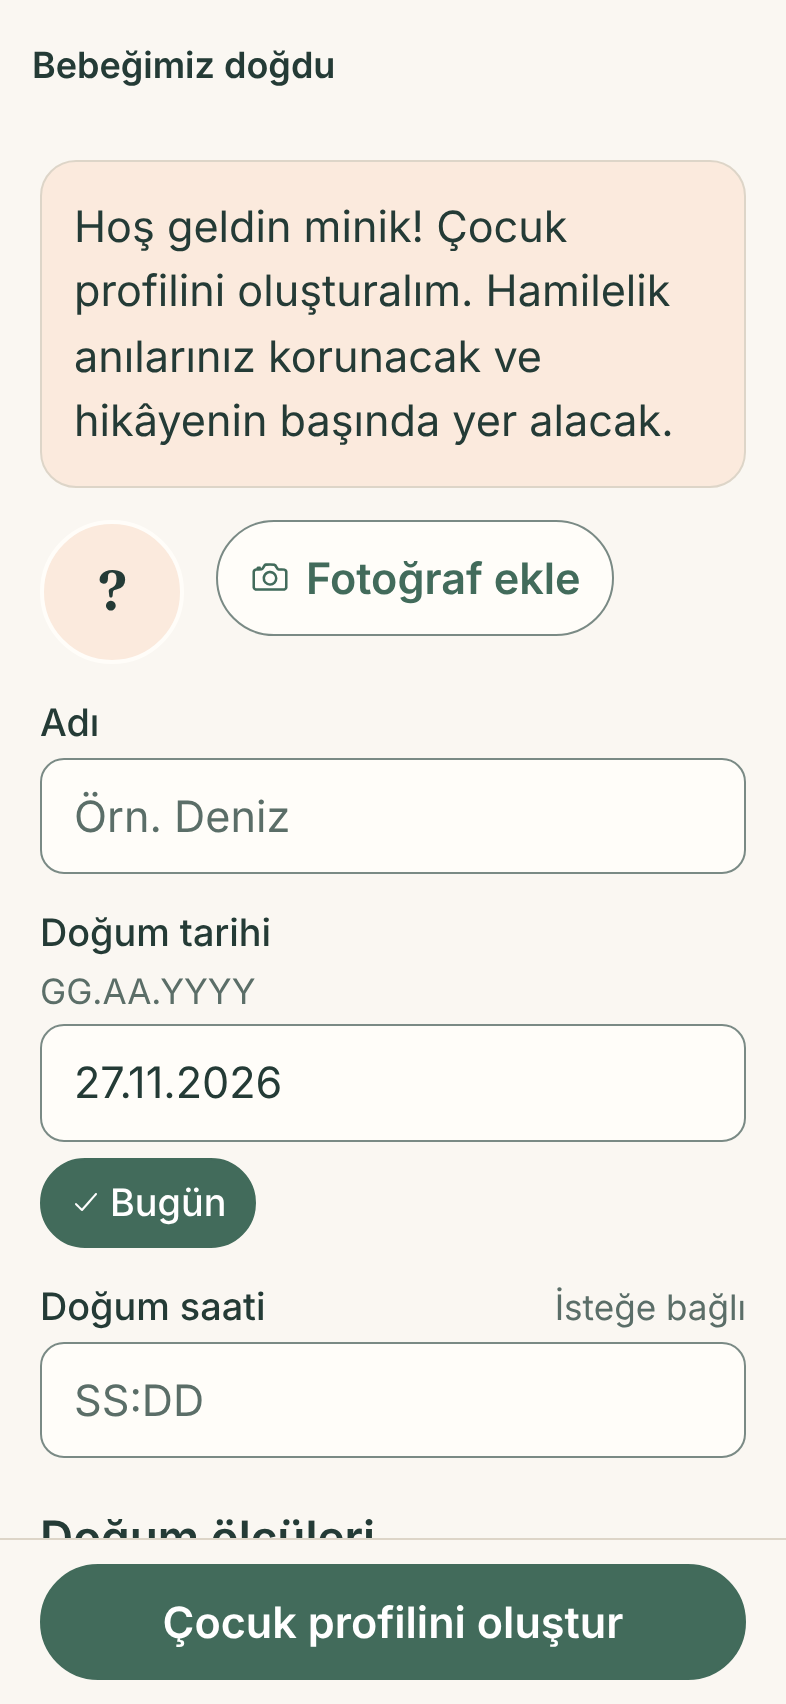 Bebeğimiz doğdu
Hoş geldin minik! Çocuk
profilini oluşturalım. Hamilelik
anılarınız korunacak ve
hikâyenin başında yer alacak.
?
Fotoğraf ekle
Adı
Örn. Deniz
Doğum tarihi
GG.AA.YYYY
27.11.2026
Bugün
Doğum saati İsteğe bağlı
SS:DD
Doğum ölçüleri
Çocuk profilini oluştur